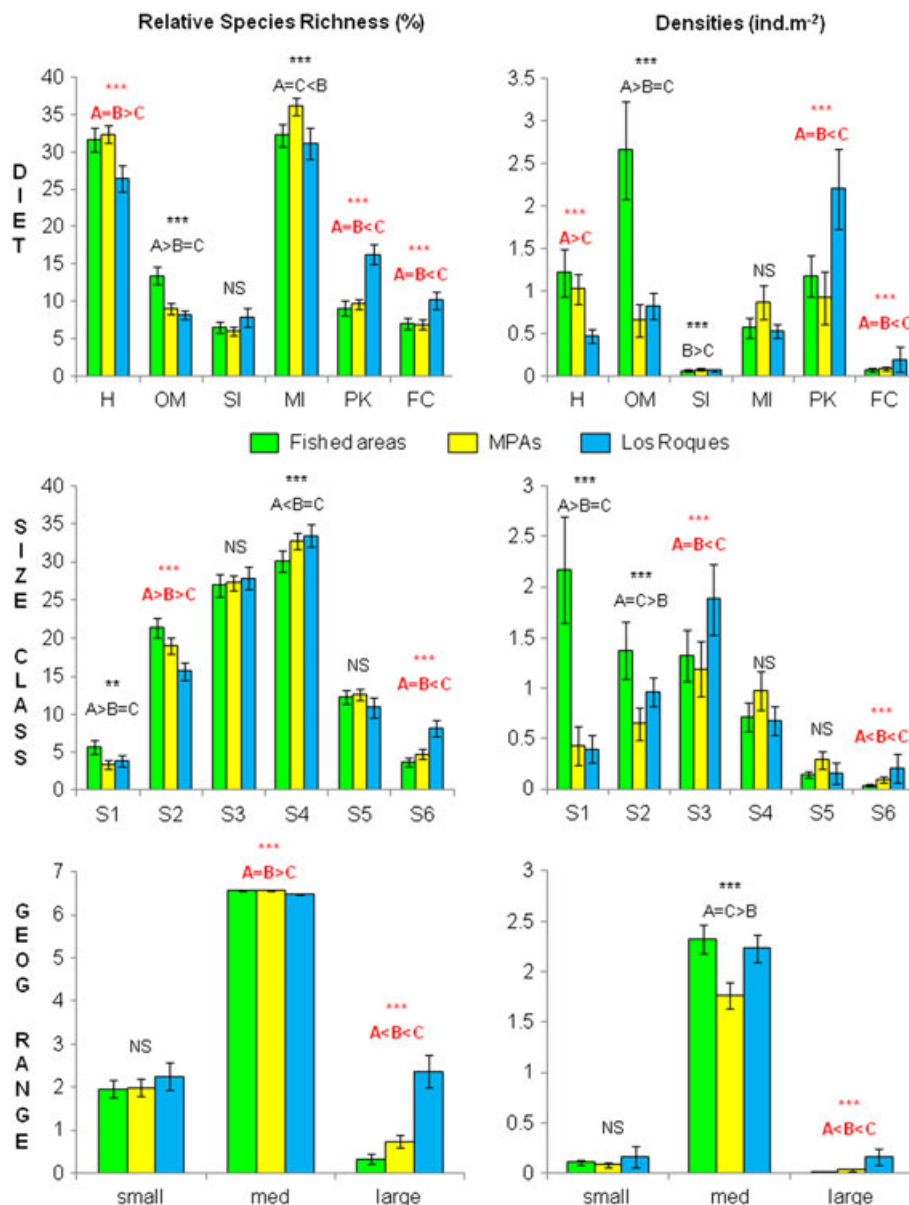 Relative Species Richness (%)
Densities (ind.m-2)
DIET
40
35
30
25
20
15
10
5
0
***
A=B>C
***
A>B=C
NS
***
A=C<B
***
A=B<C
***
A=B<C
H OM SI MI PK FC
3.5
3
2.5
2
1.5
1
0.5
0
***
A>C
***
A>B=C
***
B>C
NS
***
A=B<C
***
A=B<C
H OM SI MI PK FC
Fished areas MPAs Los Roques
SIZE CLASS
40
35
30
25
20
15
10
5
0
**
A>B=C
***
A>B>C
NS
***
A<B=C
NS
***
A=B<C
S1 S2 S3 S4 S5 S6
3
2.5
2
1.5
1
0.5
0
***
A>B=C
***
A=C>B
***
A=B<C
NS
NS
***
A<B<C
S1 S2 S3 S4 S5 S6
GEOG RANGE
7
6
5
4
3
2
1
0
NS
***
A=B>C
***
A<B<C
small med large
3
2.5
2
1.5
1
0.5
0
NS
***
A=C>B
***
A<B<C
small med large